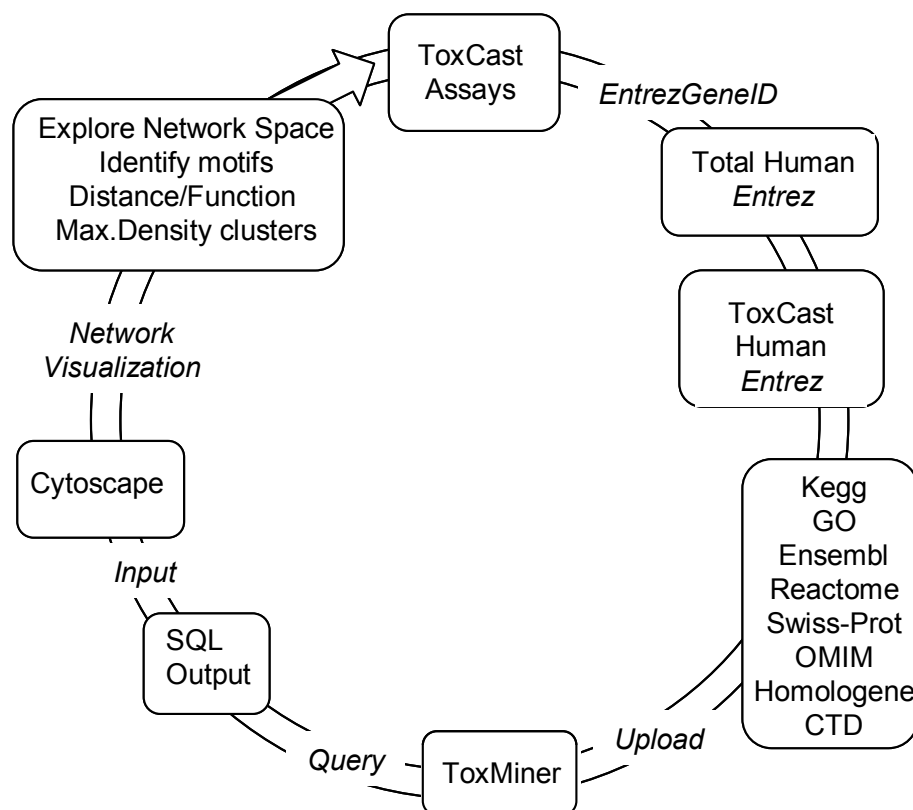 ToxCast
Assays
EntrezGeneID
Total Human
Entrez
ToxCast
Human
Entrez
Kegg
GO
Ensembl
Reactome
Swiss-Prot
OMIM
Homologene
CTD
Upload
ToxMiner
Query
SQL
Output
Input
Cytoscape
Network
Visualization
Explore Network Space
Identify motifs
Distance/Function
Max.Density clusters